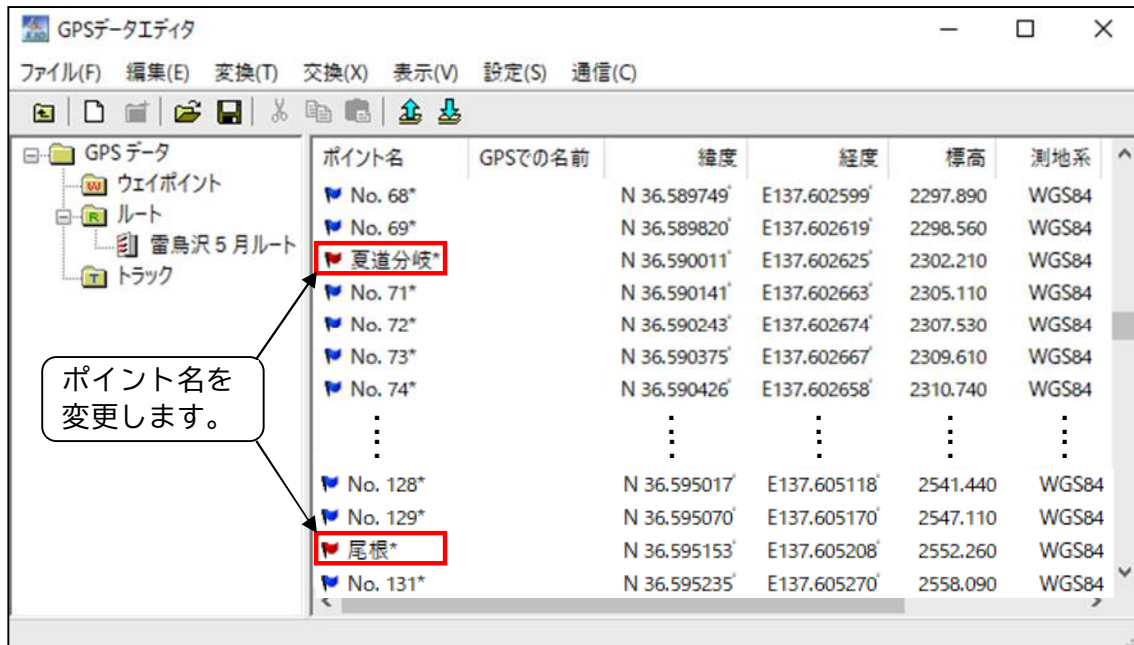 GPSデータエディタ
ファイル(F) 編集(E) 変換(T) 交換(X) 表示(V) 設定(S) 通信(C)
GPS データ
W ウェイポイント
R ルート
雷鳥沢５月ルート
T トラック
ポイント名を
変更します。
ポイント名 GPSでの名前 緯度 経度 標高 測地系
No. 68* N 36.589749ﾟ E137.602599ﾟ 2297.890 WGS84
No. 69* N 36.589820ﾟ E137.602619ﾟ 2298.560 WGS84
夏道分岐* N 36.590011ﾟ E137.602625ﾟ 2302.210 WGS84
No. 71* N 36.590141ﾟ E137.602663ﾟ 2305.110 WGS84
No. 72* N 36.590243ﾟ E137.602674ﾟ 2307.530 WGS84
No. 73* N 36.590375ﾟ E137.602667ﾟ 2309.610 WGS84
No. 74* N 36.590426ﾟ E137.602658ﾟ 2310.740 WGS84
⋮ ⋮ ⋮ ⋮ ⋮
No. 128* N 36.595017ﾟ E137.605118ﾟ 2541.440 WGS84
No. 129* N 36.595070ﾟ E137.605170ﾟ 2547.110 WGS84
尾根* N 36.595153ﾟ E137.605208ﾟ 2552.260 WGS84
No. 131* N 36.595235ﾟ E137.605270ﾟ 2558.090 WGS84